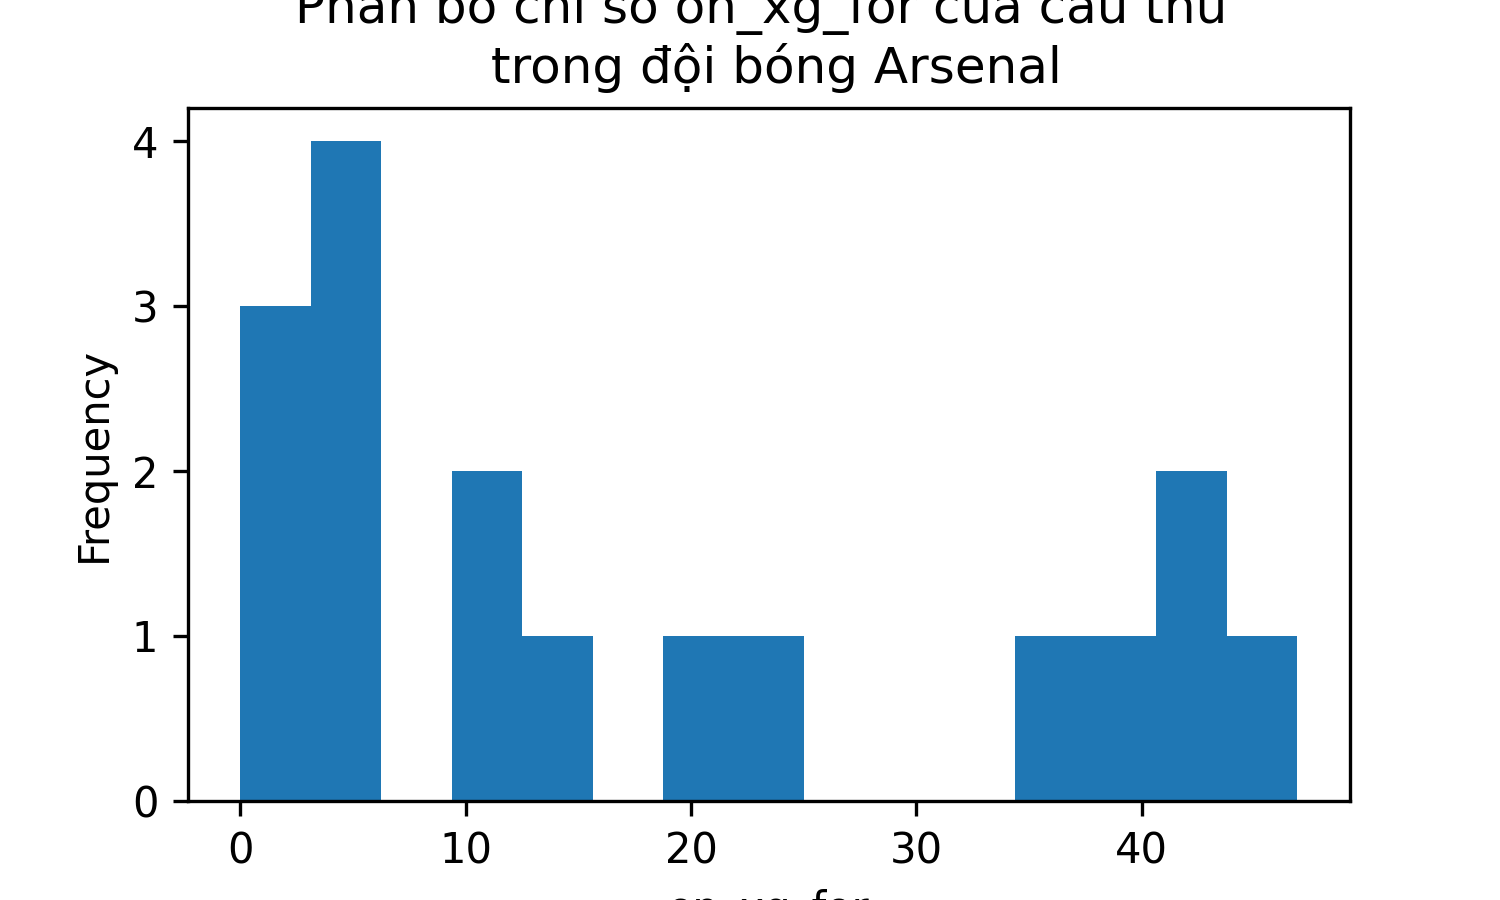 Phân bố chỉ số on_xg_for của cầu thủ
trong đội bóng Arsenal
4
3
2
1
0
Frequency
0 10 20 30 40
on_xg_for